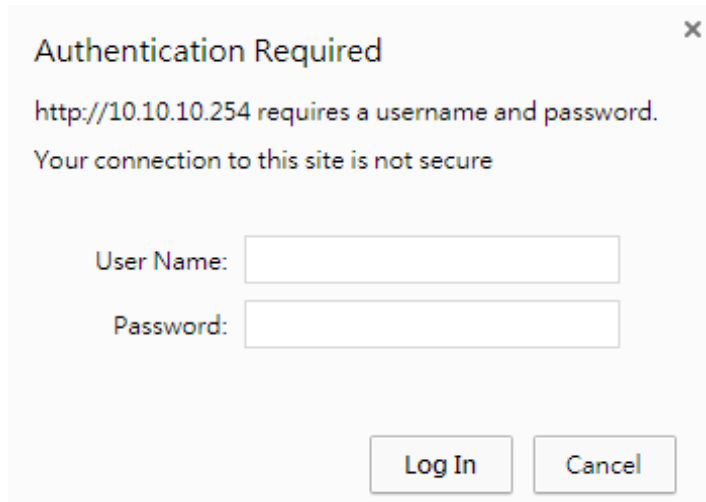 Authentication Required
http://10.10.10.254 requires a username and password.
Your connection to this site is not secure
User Name:
Password:
Log In
Cancel